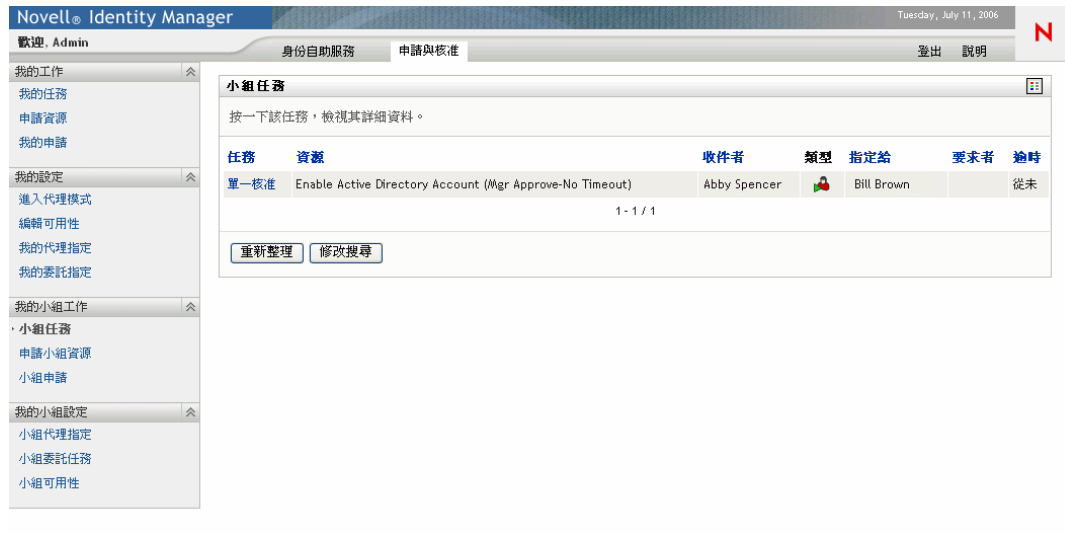 Novell® Identity Manager
Tuesday, July 11, 2006
N
歡迎, Admin
身份自助服務 申請與核准 登出 說明
我的工作
我的任務
申請資源
我的申請
我的設定
進入代理模式
編輯可用性
我的代理指定
我的委託指定
我的小組工作
小組任務
申請小組資源
小組申請
我的小組設定
小組代理指定
小組委託任務
小組可用性
小組任務
按一下該任務，檢視其詳細資料。
任務 資源 收件者 類型 指定給 要求者 逾時
單一核准 Enable Active Directory Account (Mgr Approve-No Timeout) Abby Spencer Bill Brown 從未
1 - 1 / 1
重新整理 修改搜尋